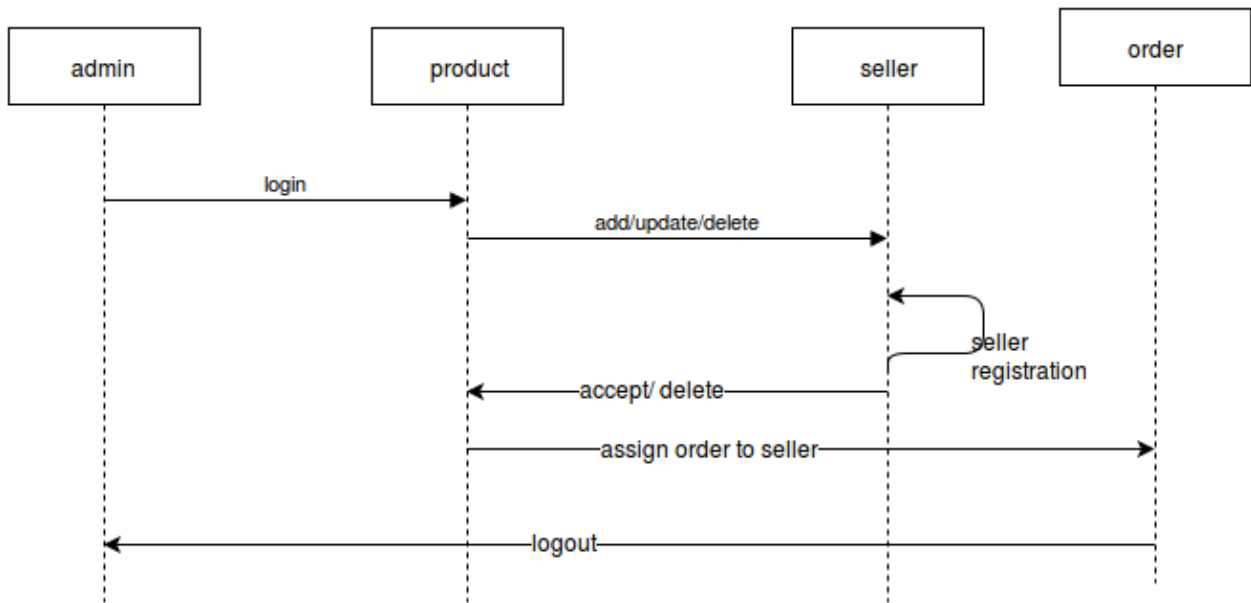 admin
product
seller
order
login
add/update/delete
seller
registration
accept/ delete
assign order to seller
logout